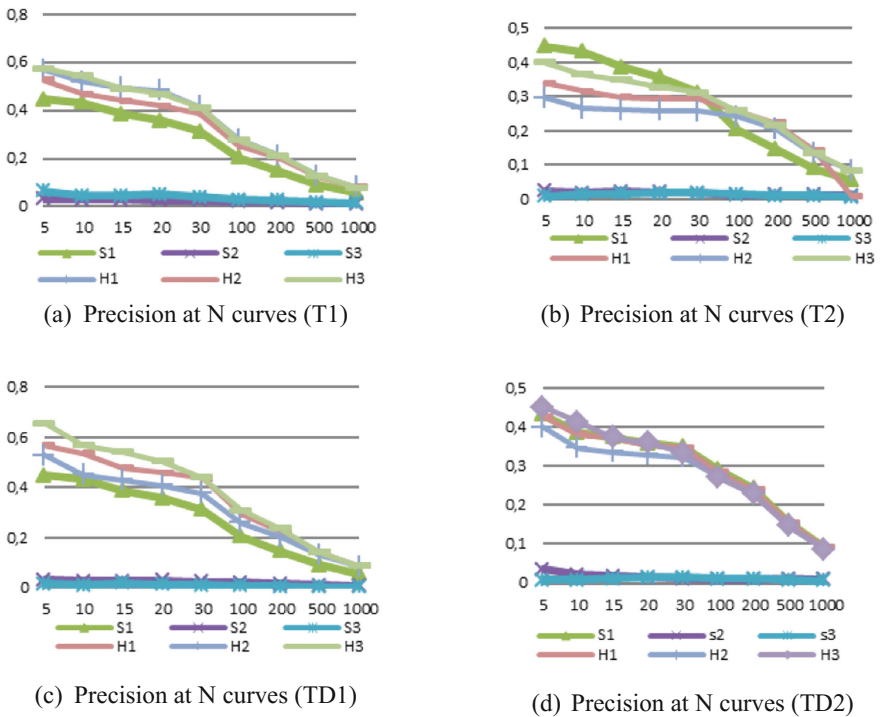 0,8
0,6
0,4
0,2
0
5 10 15 20 30 100 200 500 1000
S1 S2 S3
H1 H2 H3
(a) Precision at N curves (T1)
0,5
0,4
0,3
0,2
0,1
0
5 10 15 20 30 100 200 500 1000
S1 S2 S3
H1 H2 H3
(b) Precision at N curves (T2)
0,8
0,6
0,4
0,2
0
5 10 15 20 30 100 200 500 1000
S1 S2 S3
H1 H2 H3
(c) Precision at N curves (TD1)
0,5
0,4
0,3
0,2
0,1
0
5 10 15 20 30 100 200 500 1000
S1 s2 s3
H1 H2 H3
(d) Precision at N curves (TD2)